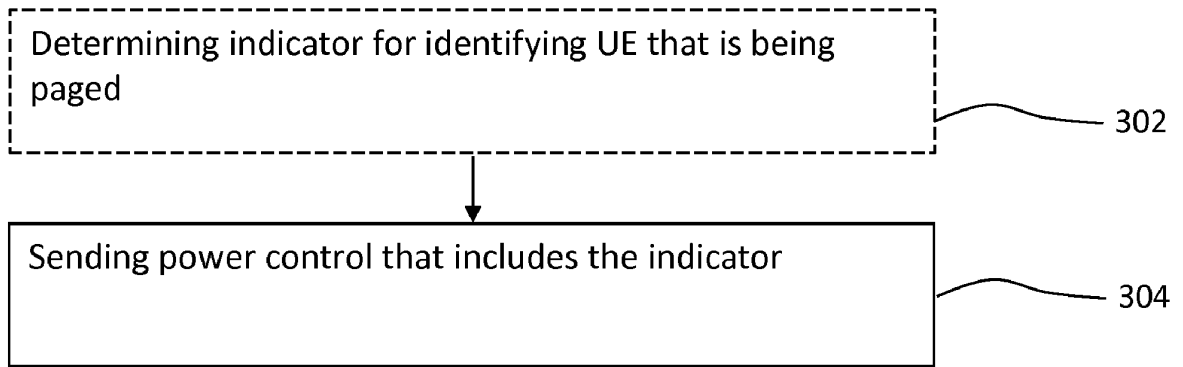 Determining indicator for identifying UE that is being
paged
302
Sending power control that includes the indicator
304